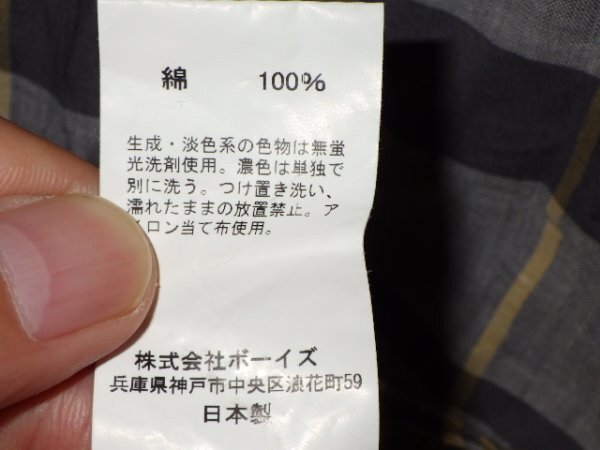 綿 100%
生成・淡色系の色物は無蛍
光洗剤使用。濃色は単独で
別に洗う。つけ置き洗い、
濡れたままの放置禁止。ア
イロン当て布使用。
株式会社ボーイズ
兵庫県神戸市中央区浪花町59
日本製